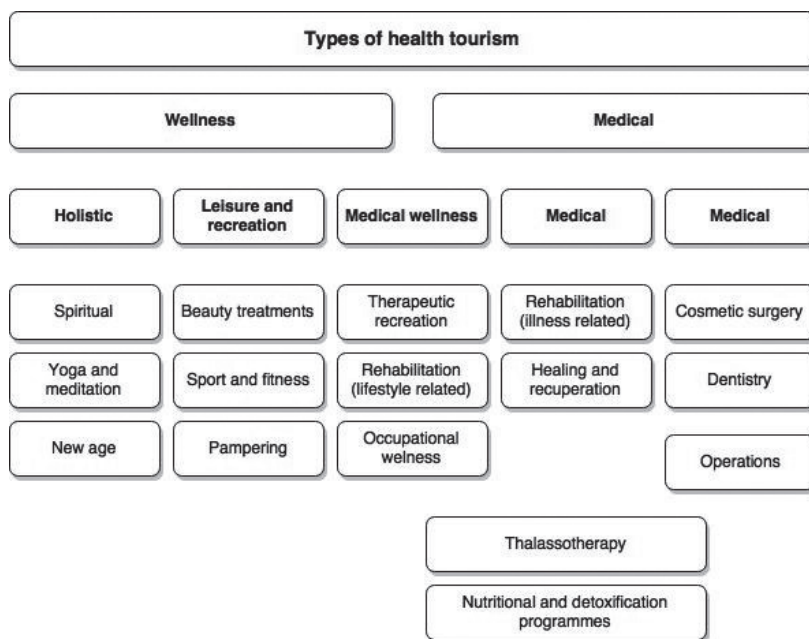 Types of health tourism
Wellness
Medical
Holistic
Leisure and
recreation
Medical wellness
Medical
Medical
Spiritual
Beauty treatments
Therapeutic
recreation
Rehabilitation
(illness related)
Cosmetic surgery
Yoga and
meditation
Sport and fitness
Rehabilitation
(lifestyle related)
Healing and
recuperation
Dentistry
New age
Pampering
Occupational
welness
Operations
Thalassotherapy
Nutritional and detoxification
programmes